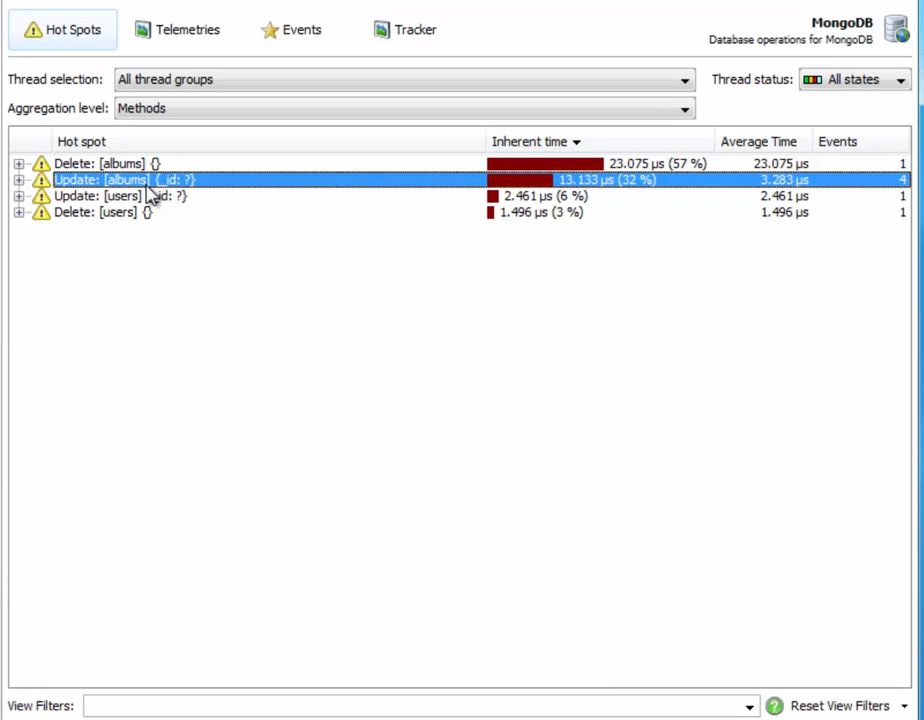 Hot Spots Telemetries Events Tracker MongoDB
Database operations for MongoDB
Thread selection: All thread groups Thread status: All states
Aggregation level: Methods
Hot spot Inherent time Average Time Events
Delete: [albums] {} 23.075 µs (57 %) 23.075 µs 1
Update: [albums] {_id: ?} 13.133 µs (32 %) 3.283 µs 4
Update: [users] id: ?} 2.461 µs (6 %) 2.461 µs 1
Delete: [users] {} 1.496 µs (3 %) 1.496 µs 1
View Filters: ? Reset View Filters